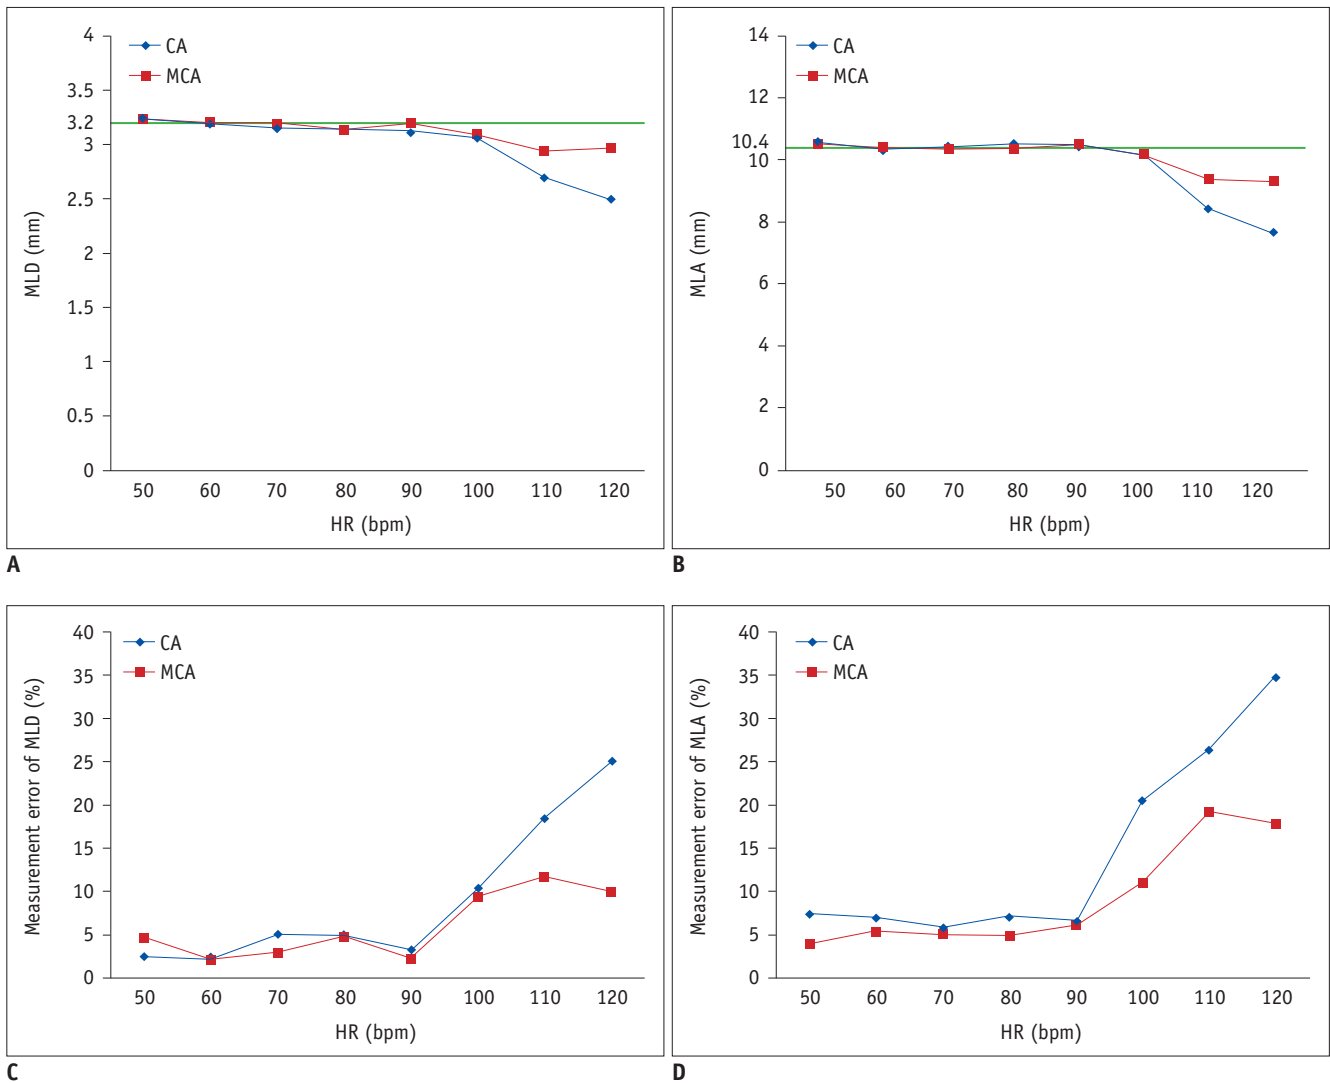 4
3.5
3.2
3
2.5
2
1.5
1
0.5
0
CA
MCA
MLD (mm)
50 60 70 80 90 100 110 120
HR (bpm)
A
14
12
10.4
10
8
6
4
2
0
CA
MCA
MLA (mm)
50 60 70 80 90 100 110 120
HR (bpm)
B
40
35
30
25
20
15
10
5
0
CA
MCA
Measurement error of MLD (%)
50 60 70 80 90 100 110 120
HR (bpm)
C
40
35
30
25
20
15
10
5
0
CA
MCA
Measurement error of MLA (%)
50 60 70 80 90 100 110 120
HR (bpm)
D